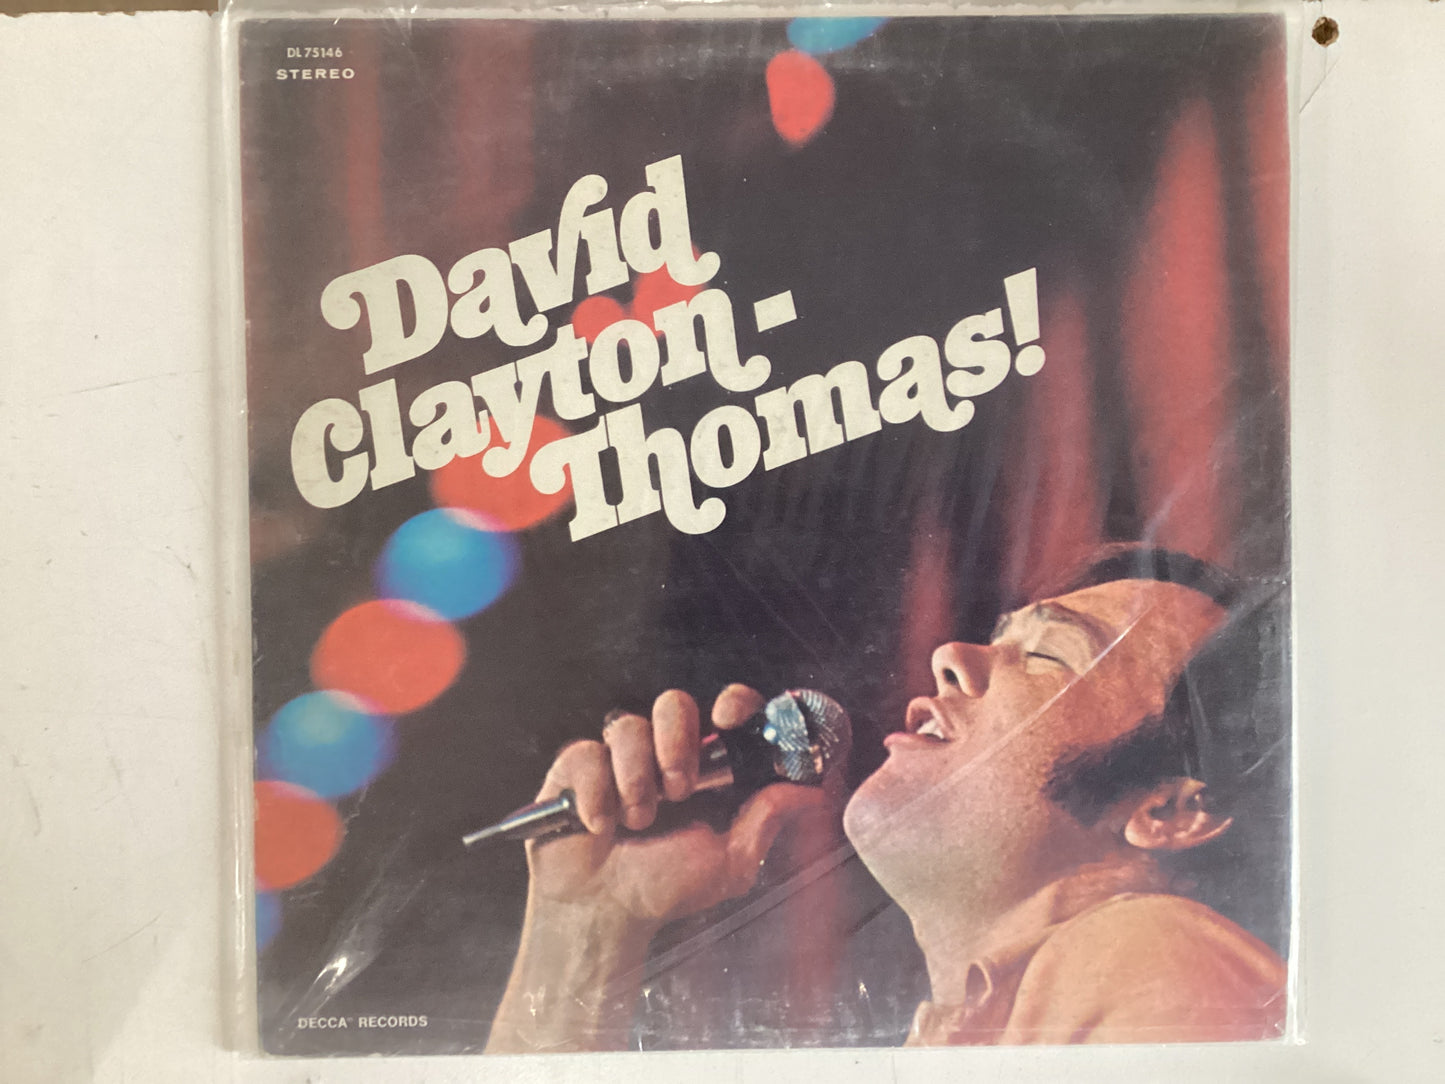 DL 75146
STEREO
David
Clayton-
Thomas!
DECCA RECORDS